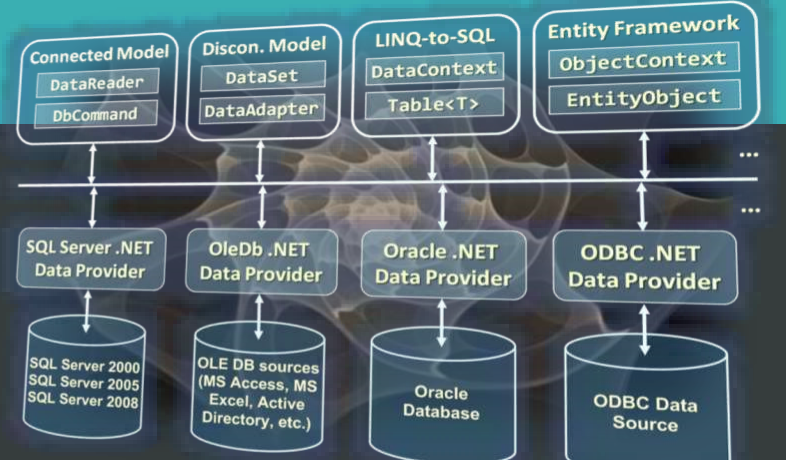 Connected Model
DataReader
DbCommand
Discon. Model
DataSet
DataAdapter
LINQ-to-SQL
DataContext
Table<T>
Entity Framework
ObjectContext
EntityObject
...
...
SQL Server .NET
Data Provider
OleDb .NET
Data Provider
Oracle .NET
Data Provider
ODBC .NET
Data Provider
SQL Server 2000
SQL Server 2005
SQL Server 2008
OLE DB sources
(MS Access, MS
Excel, Active
Directory, etc.)
Oracle
Database
ODBC Data
Source